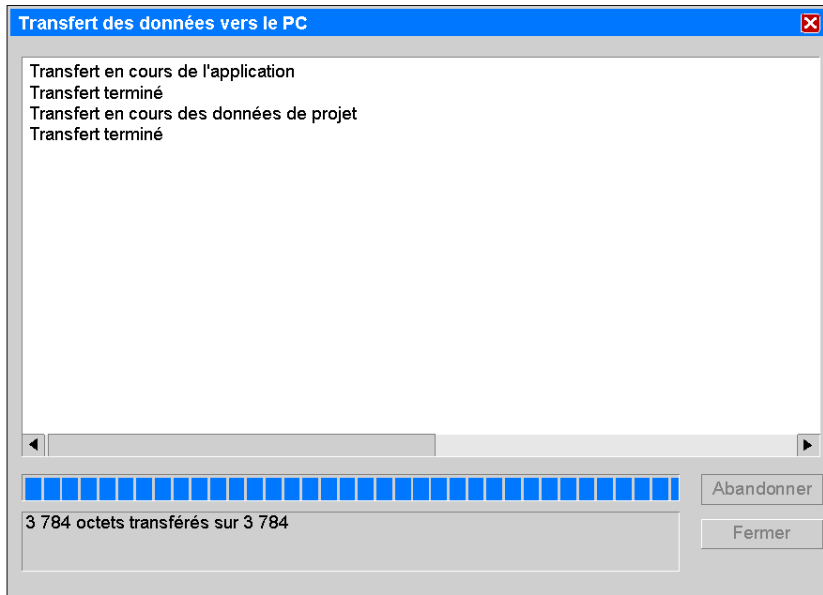 Transfert des données vers le PC
Transfert en cours de l'application
Transfert terminé
Transfert en cours des données de projet
Transfert terminé
Abandonner
3 784 octets transférés sur 3 784
Fermer